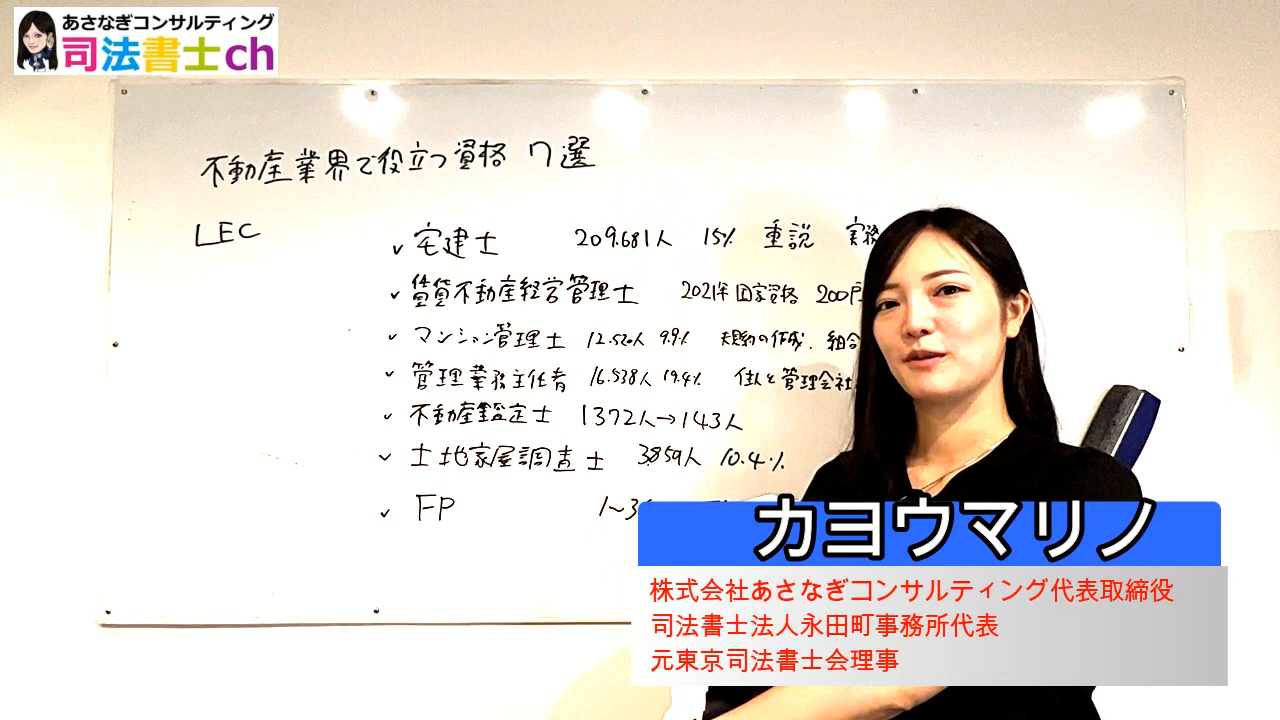 あさなぎコンサルティング
司法書士ch
不動産業界で役立つ資格 7選
LEC
宅建士 209.681人 15% 重説 実務
賃貸不動産経営管理士 2021年国家資格 200戸
マンション管理士 12.520人 9.9% 規約の作成、組合
管理業務主任者 16.538人 19.4% 住人と管理会社
不動産鑑定士 1372人→143人
土地家屋調査士 3.859人 10.4%
FP 1〜3
カヨウマリノ
株式会社あさなぎコンサルティング代表取締役
司法書士法人永田町事務所代表
元東京司法書士会理事